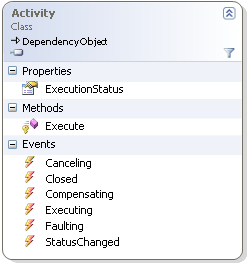 Activity
Class
DependencyObject
Properties
ExecutionStatus
Methods
Execute
Events
Canceling
Closed
Compensating
Executing
Faulting
StatusChanged